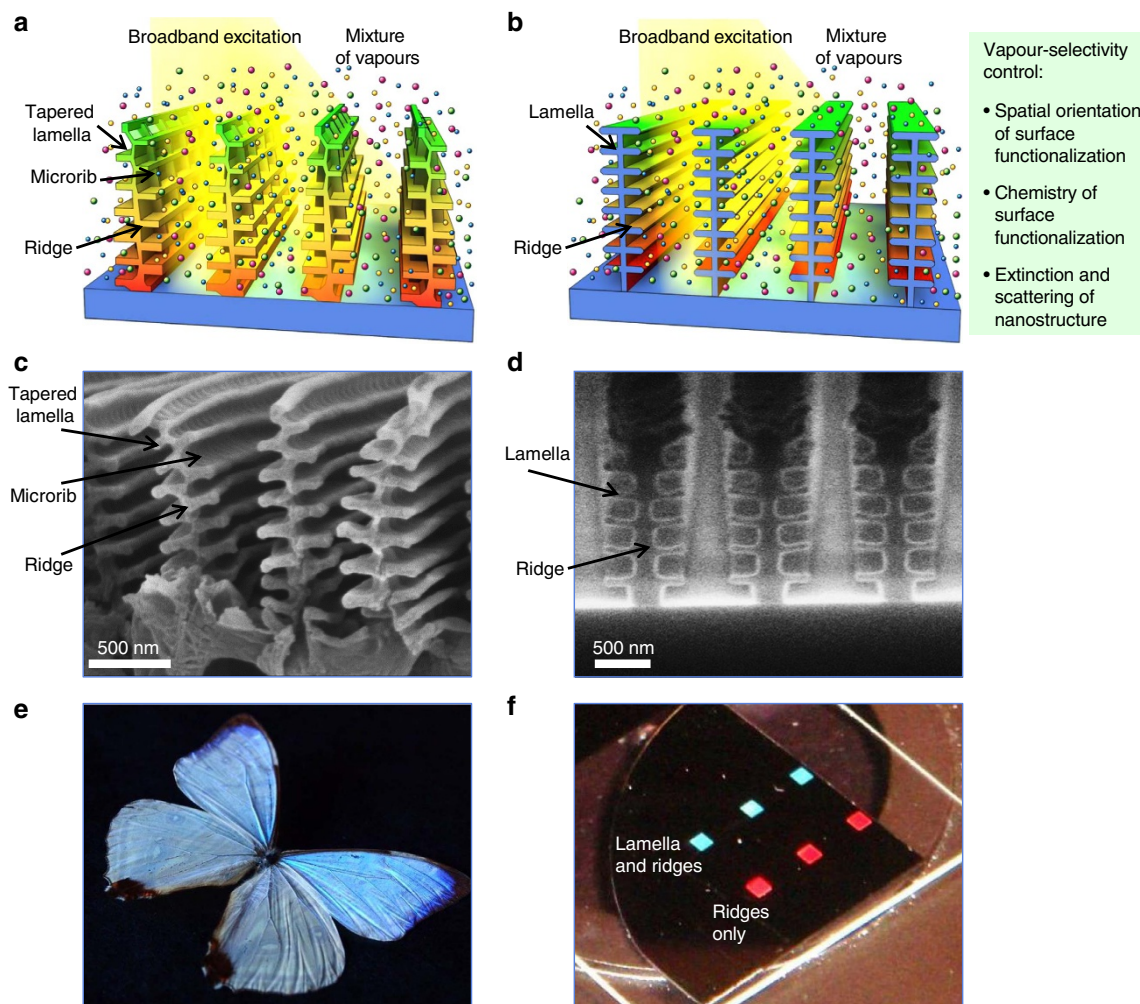 a
Broadband excitation
Mixture
of vapours
Tapered
lamella
Microrib
Ridge
b
Broadband excitation
Mixture
of vapours
Lamella
Ridge
Vapour-selectivity
control:
• Spatial orientation
of surface
functionalization
• Chemistry of
surface
functionalization
• Extinction and
scattering of
nanostructure
c
Tapered
lamella
Microrib
Ridge
500 nm
d
Lamella
Ridge
500 nm
e
f
Lamella
and ridges
Ridges
only